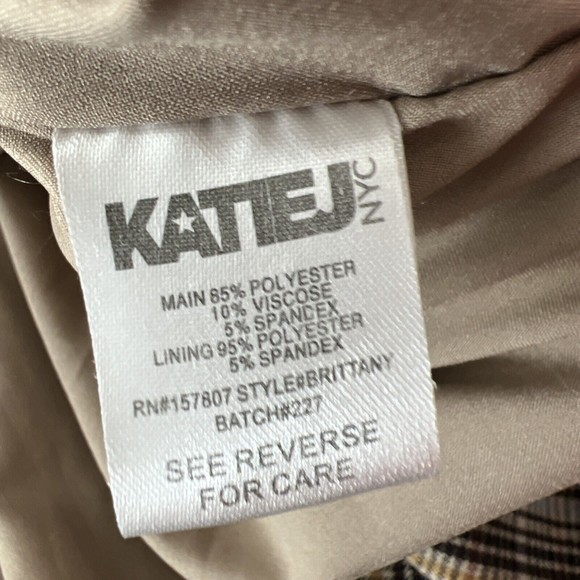 KATIEJ NYC
MAIN 85% POLYESTER
10% VISCOSE
5% SPANDEX
LINING 95% POLYESTER
5% SPANDEX
RN#157807 STYLE#BRITTANY
BATCH#227
SEE REVERSE
FOR CARE